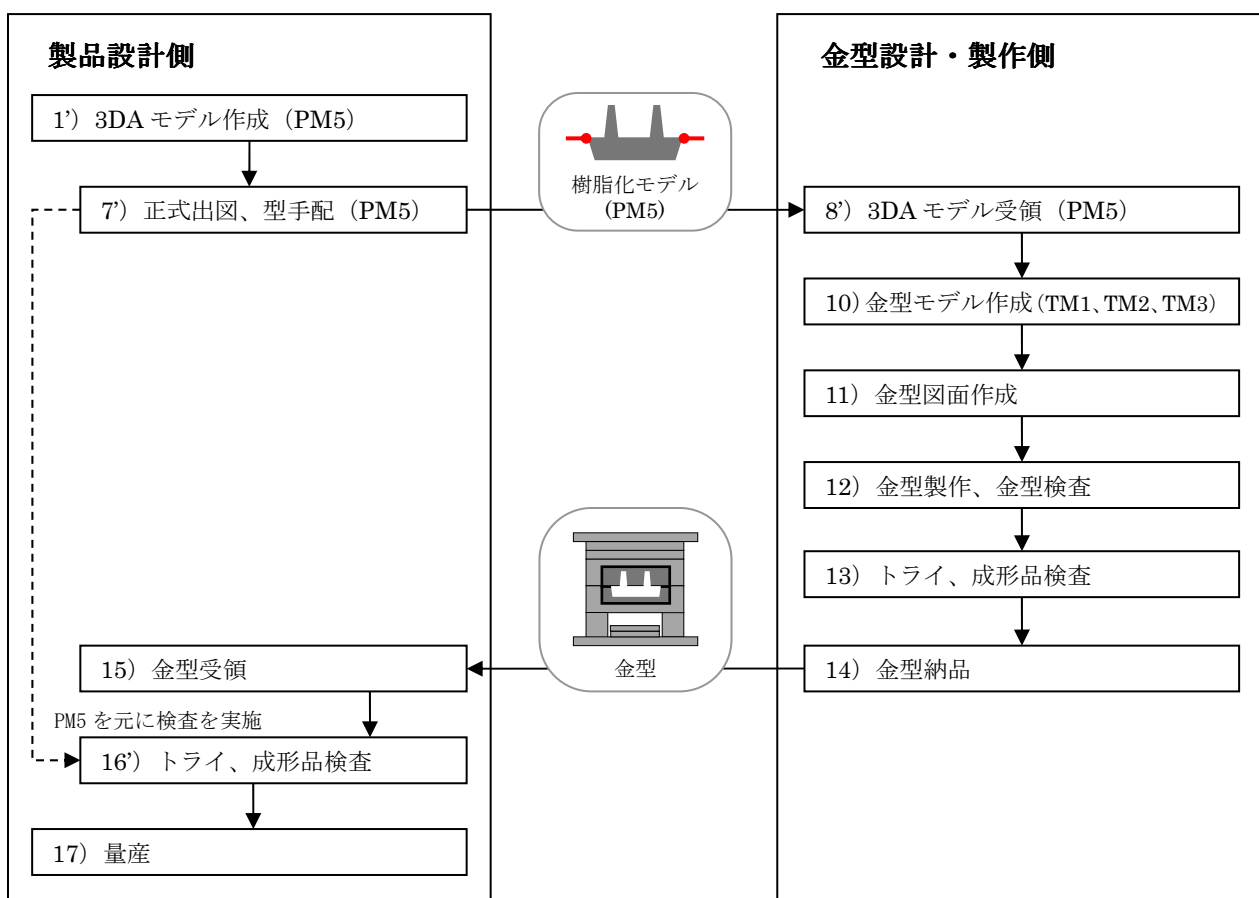 製品設計側
1’）3DA モデル作成（PM5）
7’）正式出図、型手配（PM5）
樹脂化モデル
(PM5)
金型設計・製作側
8’）3DA モデル受領（PM5）
10）金型モデル作成（TM1、TM2、TM3）
11）金型図面作成
12）金型製作、金型検査
13）トライ、成形品検査
14）金型納品
金型
15）金型受領
PM5 を元に検査を実施
16’）トライ、成形品検査
17）量産